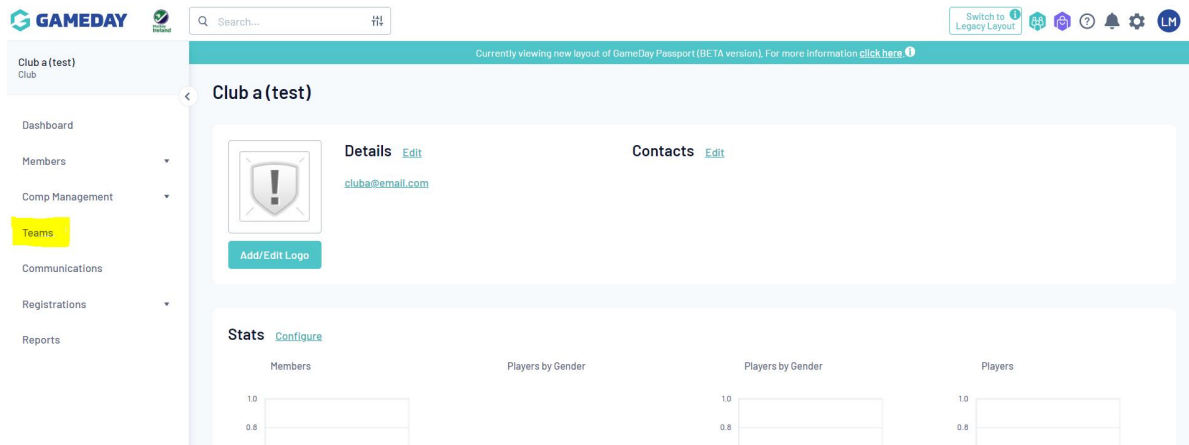 GAMEDAY
Hockey Ireland
Search...
Switch to
Legacy Layout
LM
Currently viewing new layout of GameDay Passport (BETA version), For more information click here.
Club a (test)
Club
Dashboard
Members
Comp Management
Teams
Communications
Registrations
Reports
Club a (test)
Add/Edit Logo
Details Edit
cluba@email.com
Contacts Edit
Stats Configure
Members
Players by Gender
Players by Gender
Players
1.0
0.8
1.0
0.8
1.0
0.8